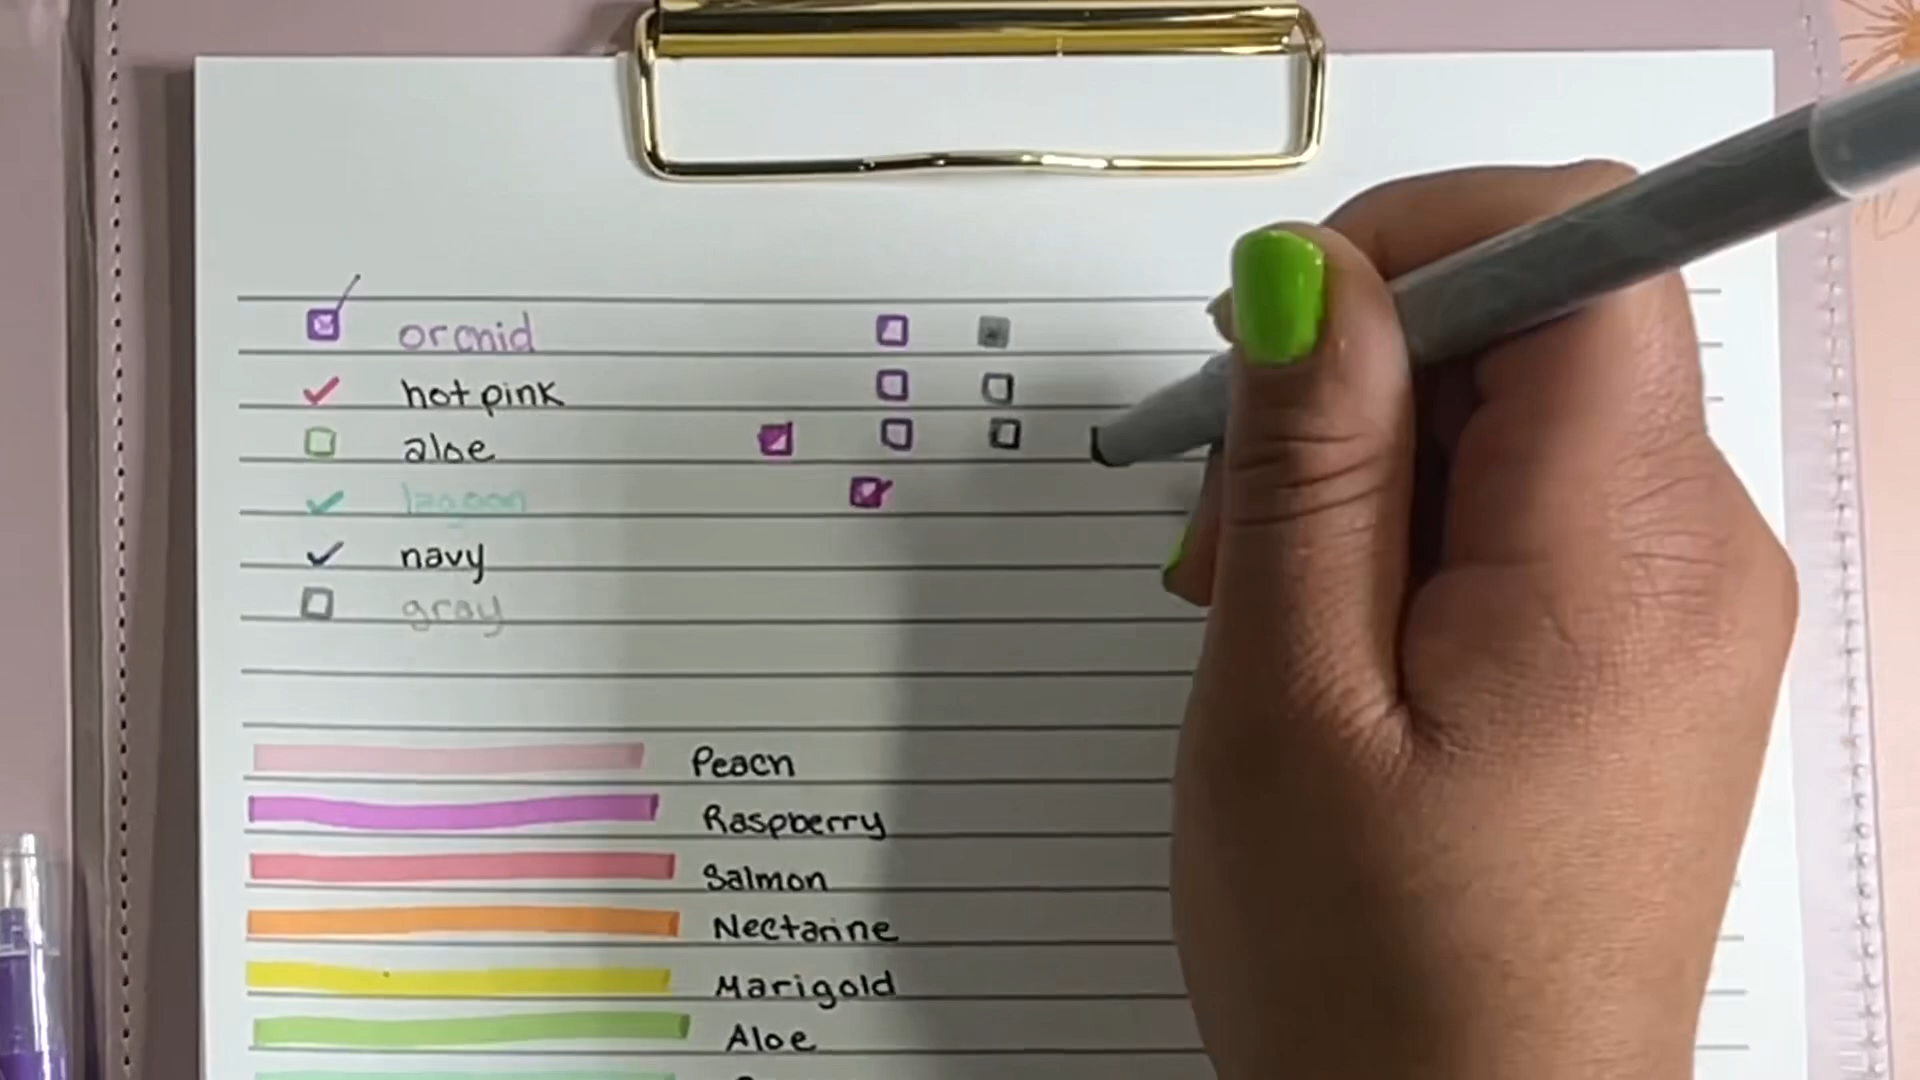 orchid
hot pink
aloe
lagoon
navy
gray
Peach
Raspberry
Salmon
Nectarine
Marigold
Aloe